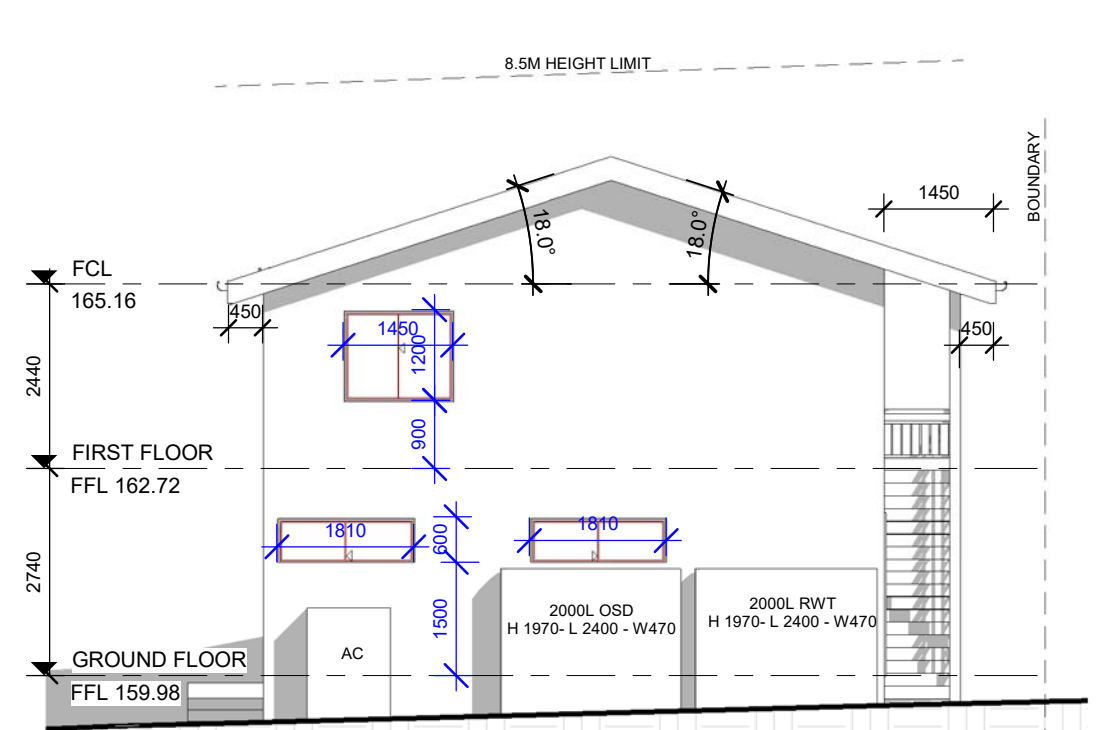 8.5M HEIGHT LIMIT
BOUNDARY
1450
18.0°
18.0°
FCL
165.16
450
1450
1200
450
2440
900
FIRST FLOOR
FFL 162.72
1810
600
1810
2740
1500
2000L OSD
H 1970- L 2400 - W470
2000L RWT
H 1970- L 2400 - W470
AC
GROUND FLOOR
FFL 159.98